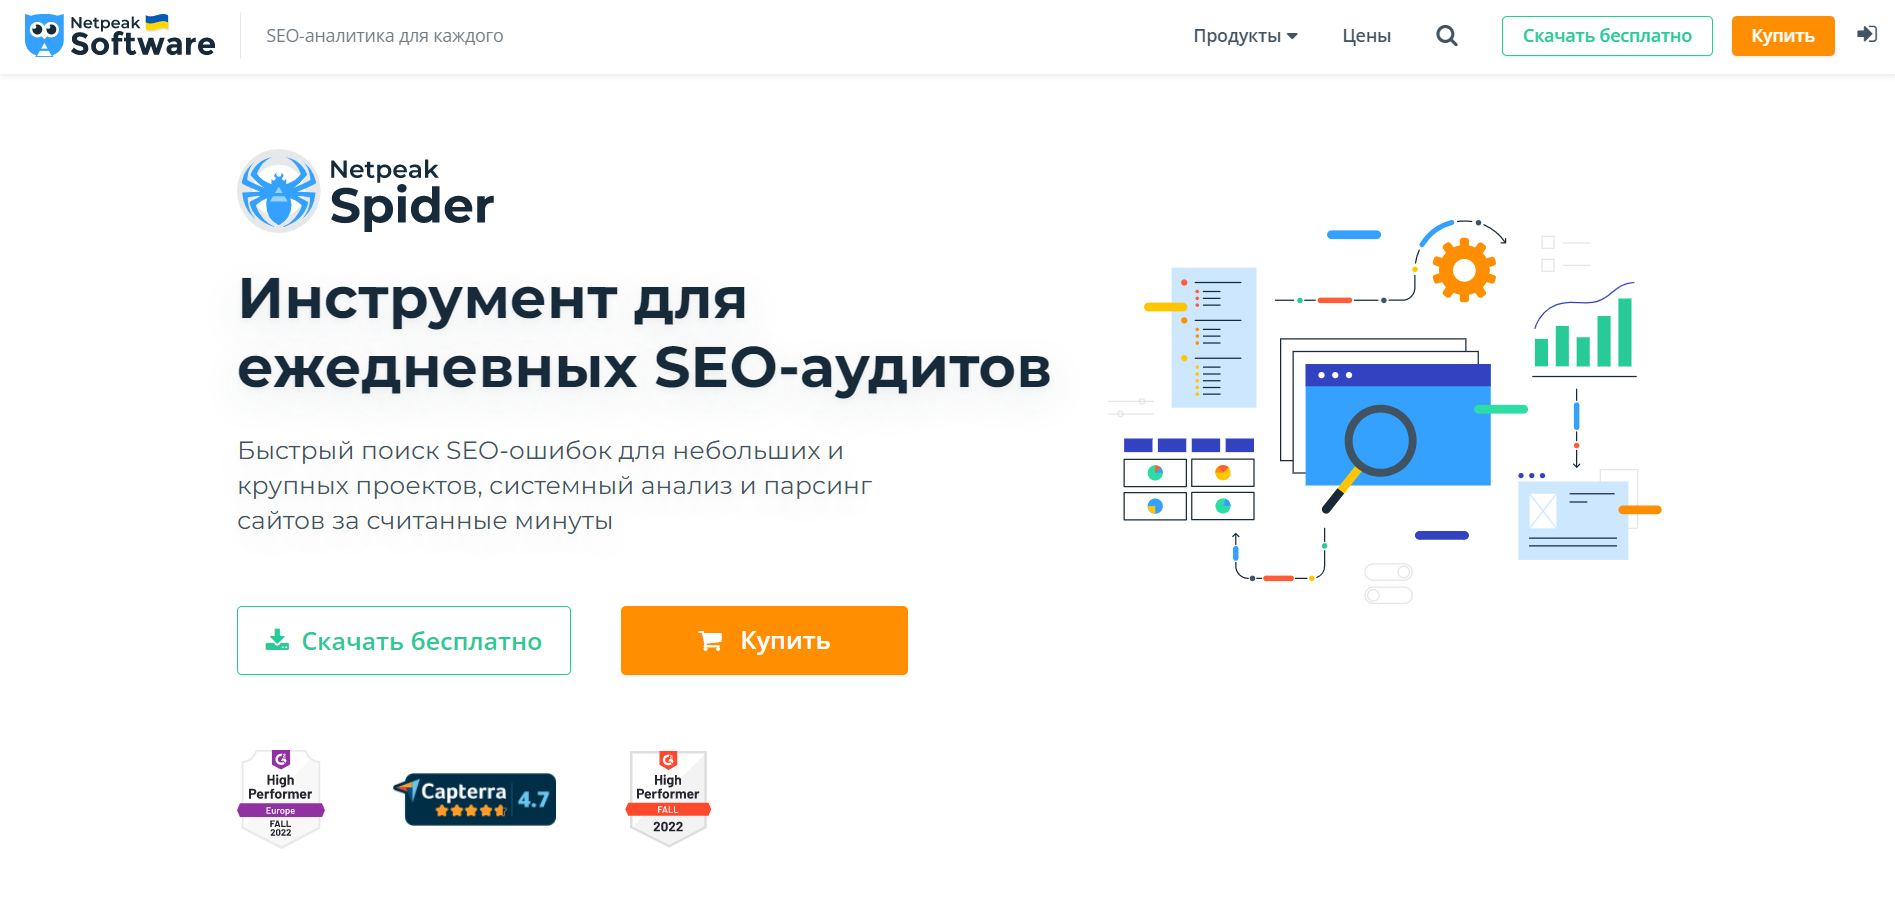 Netpeak
Software
SEO-аналитика для каждого
Продукты
Цены
Скачать бесплатно
Купить
Netpeak
Spider
Инструмент для
ежедневных SEO-аудитов
Быстрый поиск SEO-ошибок для небольших и
крупных проектов, системный анализ и парсинг
сайтов за считанные минуты
Скачать бесплатно
Купить
High
Performer
Europe
FALL
2022
Capterra 4.7
High
Performer
FALL
2022